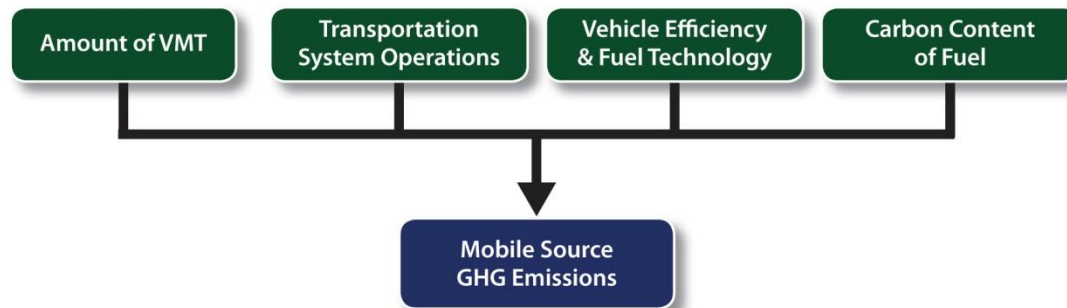 Amount of VMT
Transportation
System Operations
Vehicle Efficiency
& Fuel Technology
Carbon Content
of Fuel
Mobile Source
GHG Emissions